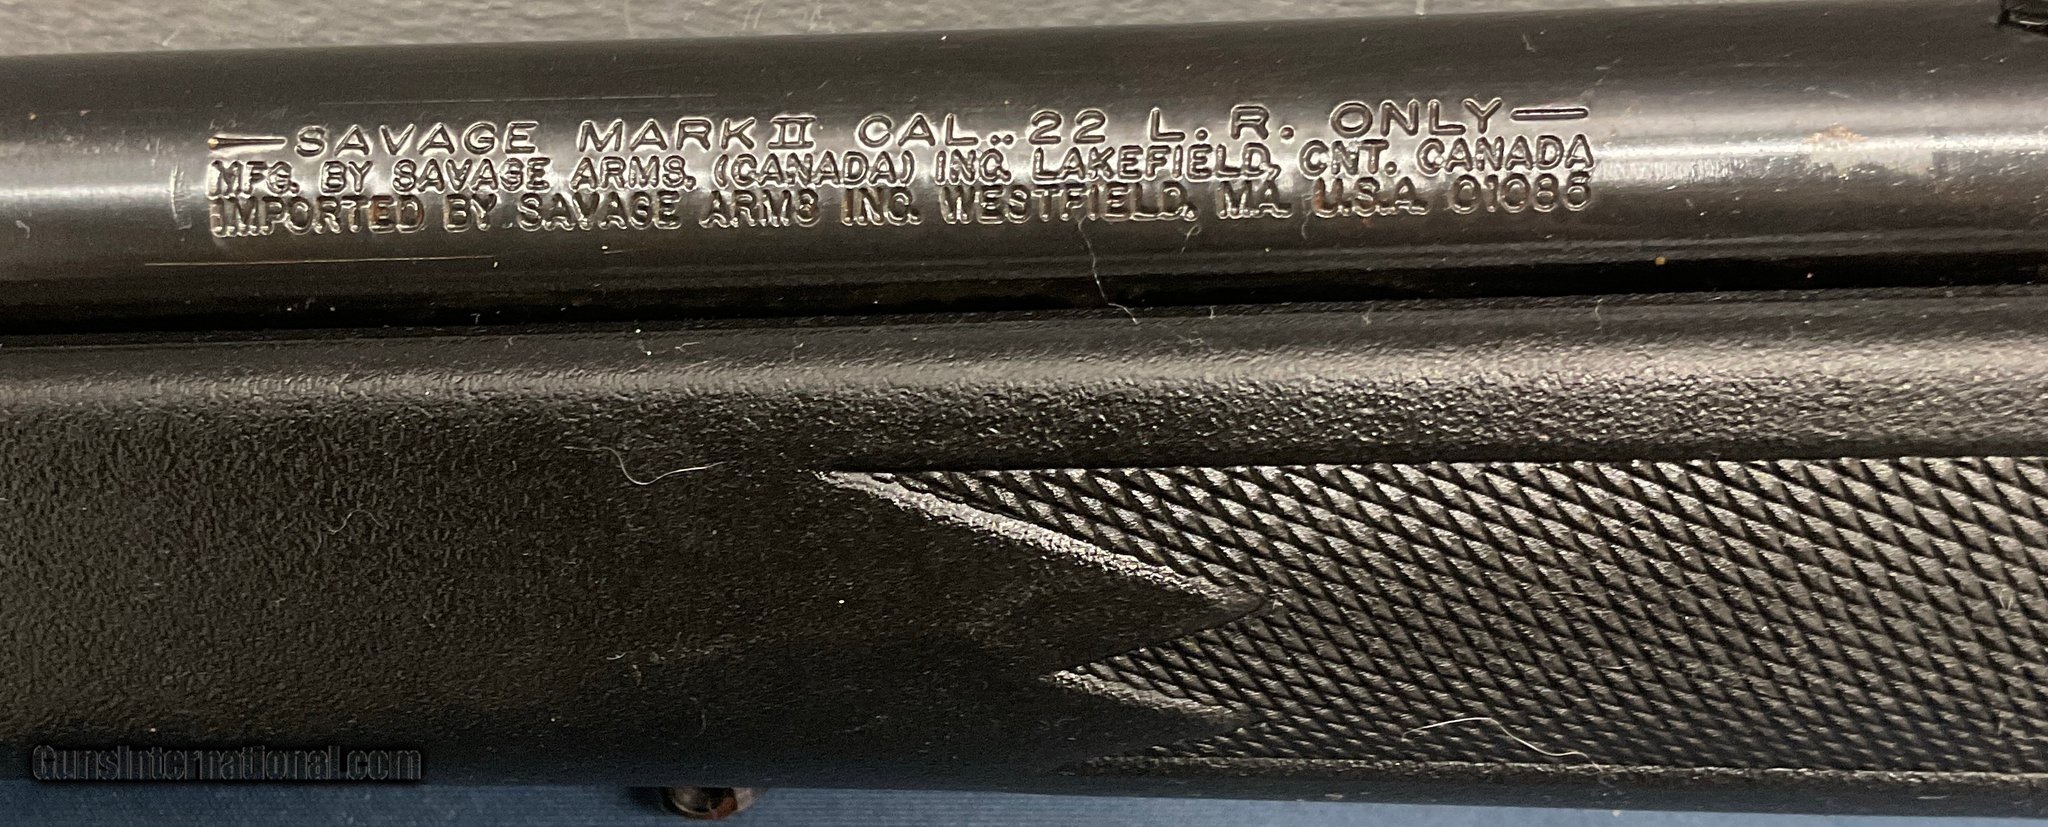 —SAVAGE MARK II CAL. .22 L.R. ONLY—
MFG. BY SAVAGE ARMS, (CANADA) INC. LAKEFIELD, ONT. CANADA
IMPORTED BY SAVAGE ARMS INC. WESTFIELD, MA. U.S.A. 01086
GunsInternational.com